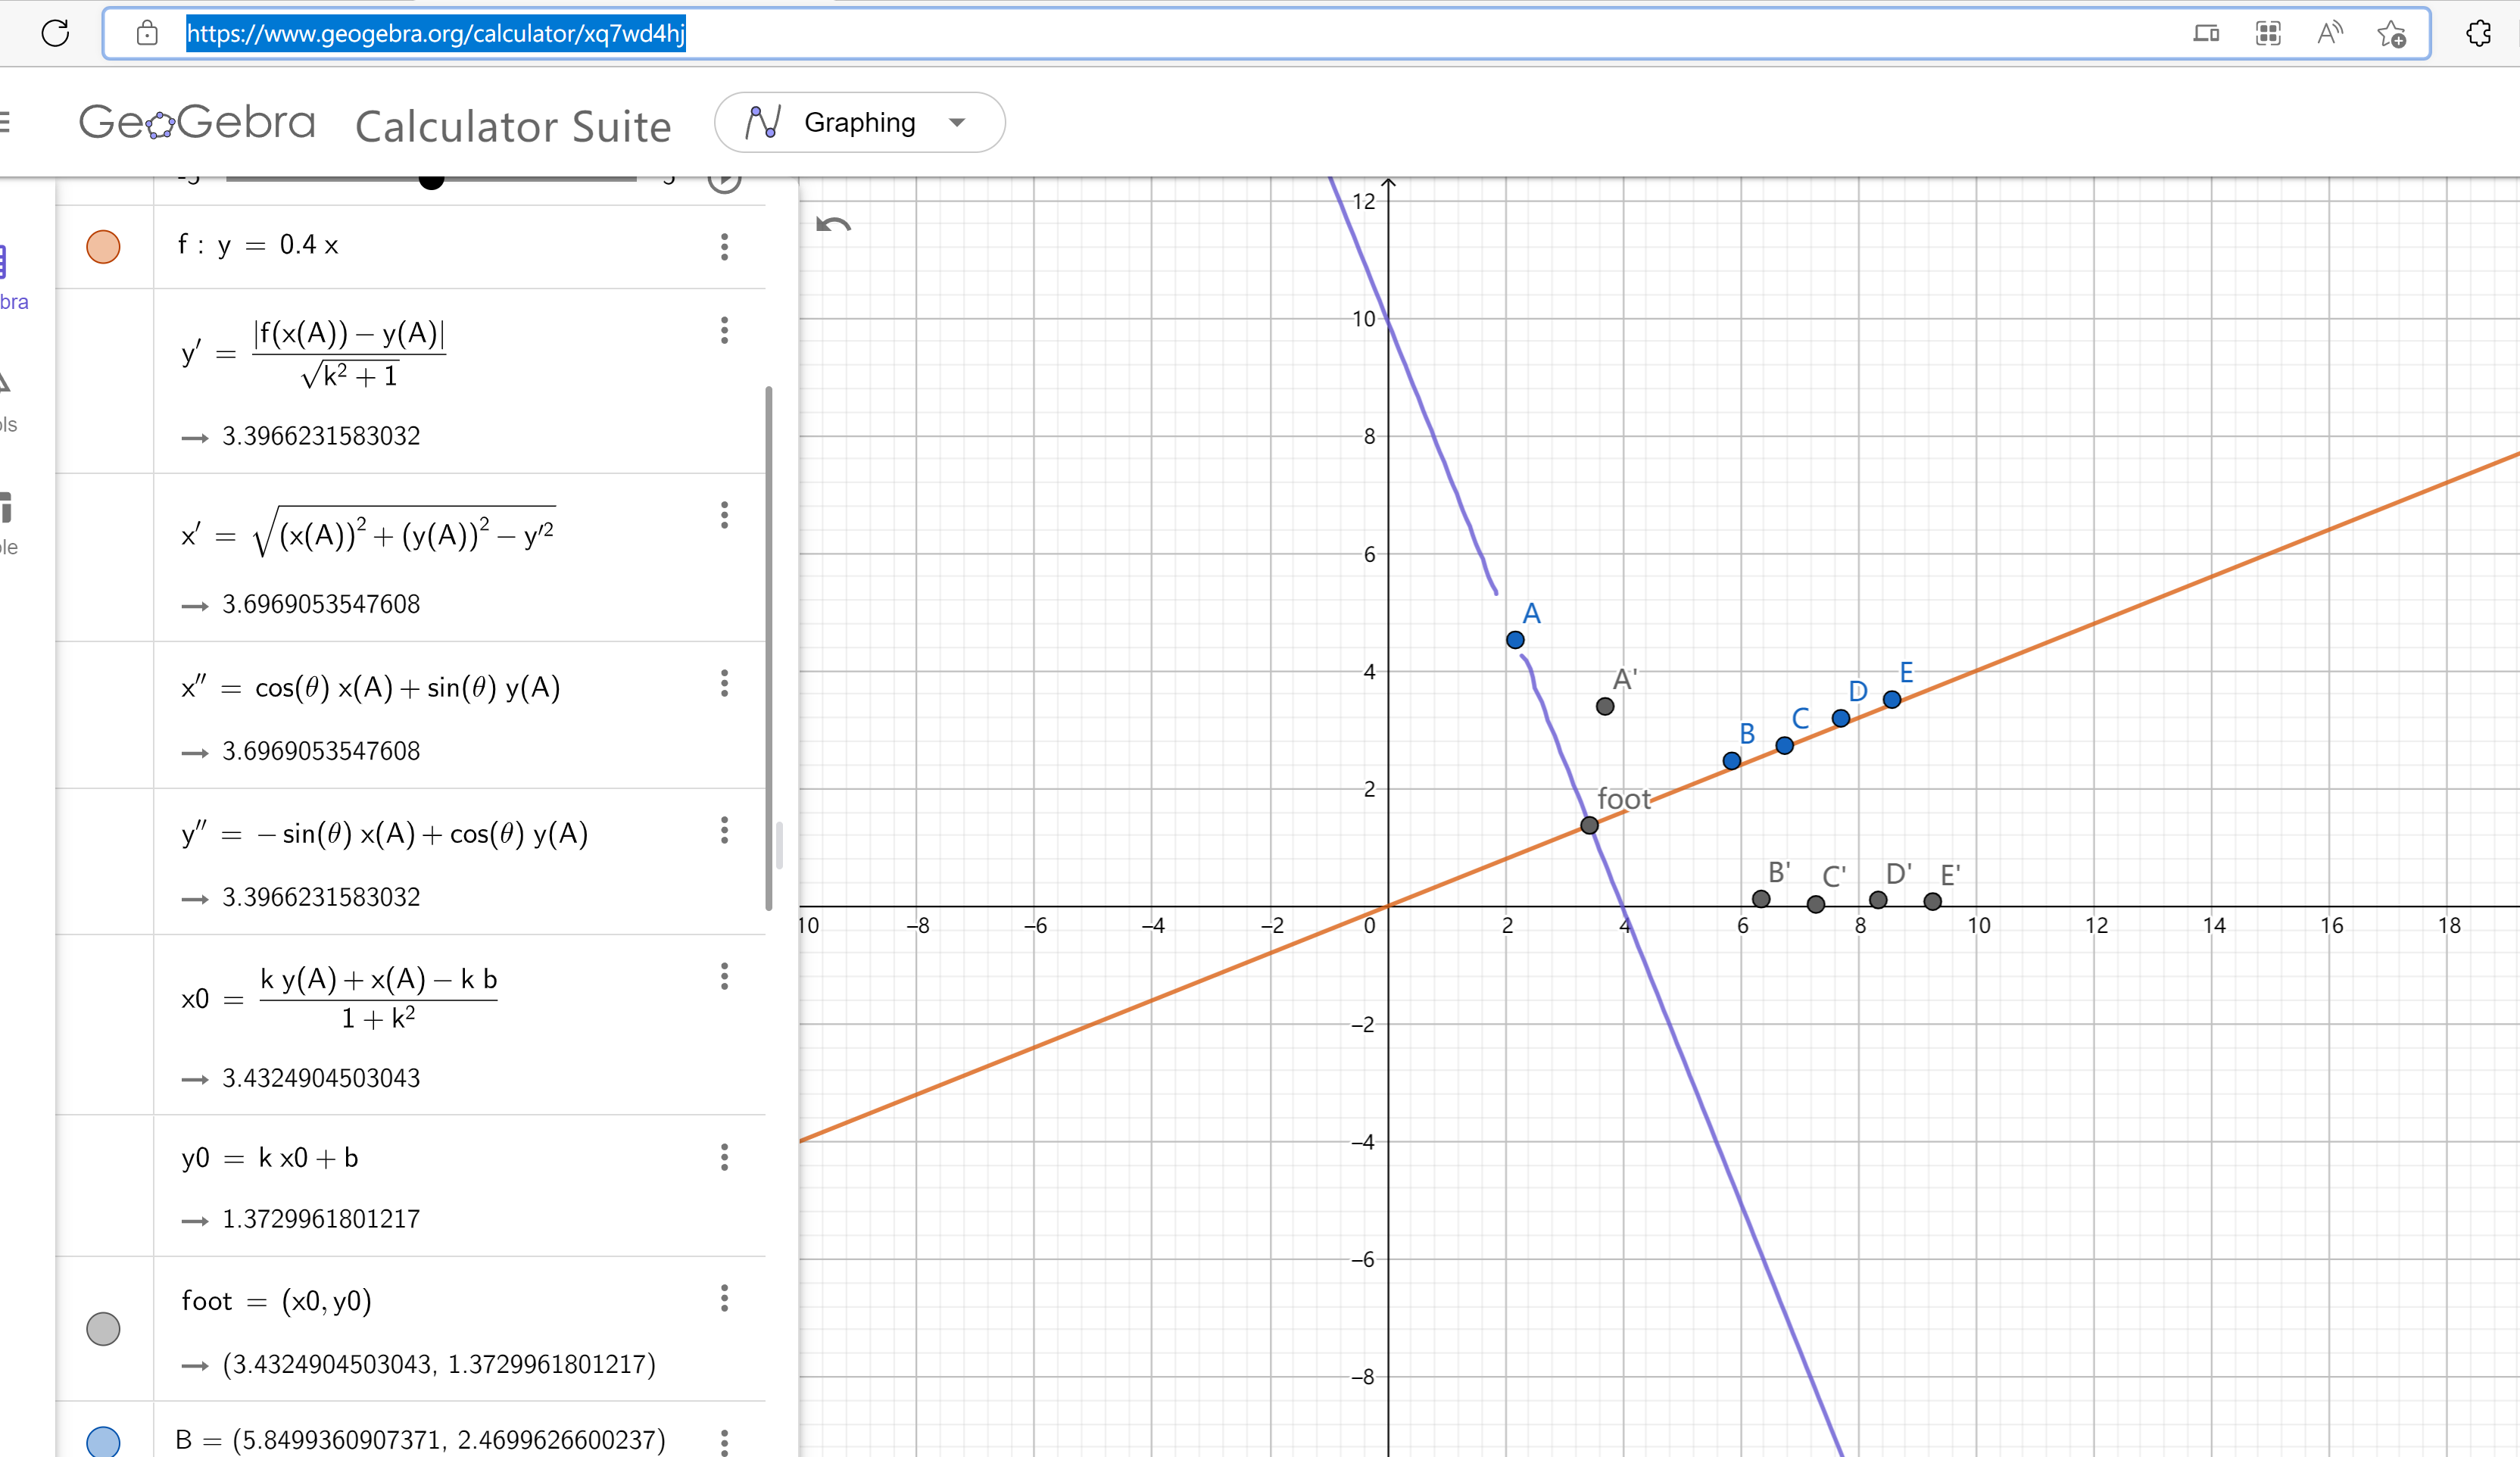 https://www.geogebra.org/calculator/xq7wd4hj
GeoGebra Calculator Suite Graphing
f : y = 0.4 x
y′ = |f(x(A)) − y(A)| / √(k² + 1)
→ 3.3966231583032
x′ = √((x(A))² + (y(A))² − y′²)
→ 3.6969053547608
x″ = cos(θ) x(A) + sin(θ) y(A)
→ 3.6969053547608
y″ = − sin(θ) x(A) + cos(θ) y(A)
→ 3.3966231583032
x0 = (k y(A) + x(A) − k b) / (1 + k²)
→ 3.4324904503043
y0 = k x0 + b
→ 1.3729961801217
foot = (x0, y0)
→ (3.4324904503043, 1.3729961801217)
B = (5.8499360907371, 2.4699626600237)
bra
ols
ble
12
10
8
6
4
2
−2
−4
−6
−8
10 −8 −6 −4 −2 0 2 4 6 8 10 12 14 16 18
A
A'
B
C
D
E
foot
B'
C'
D'
E'